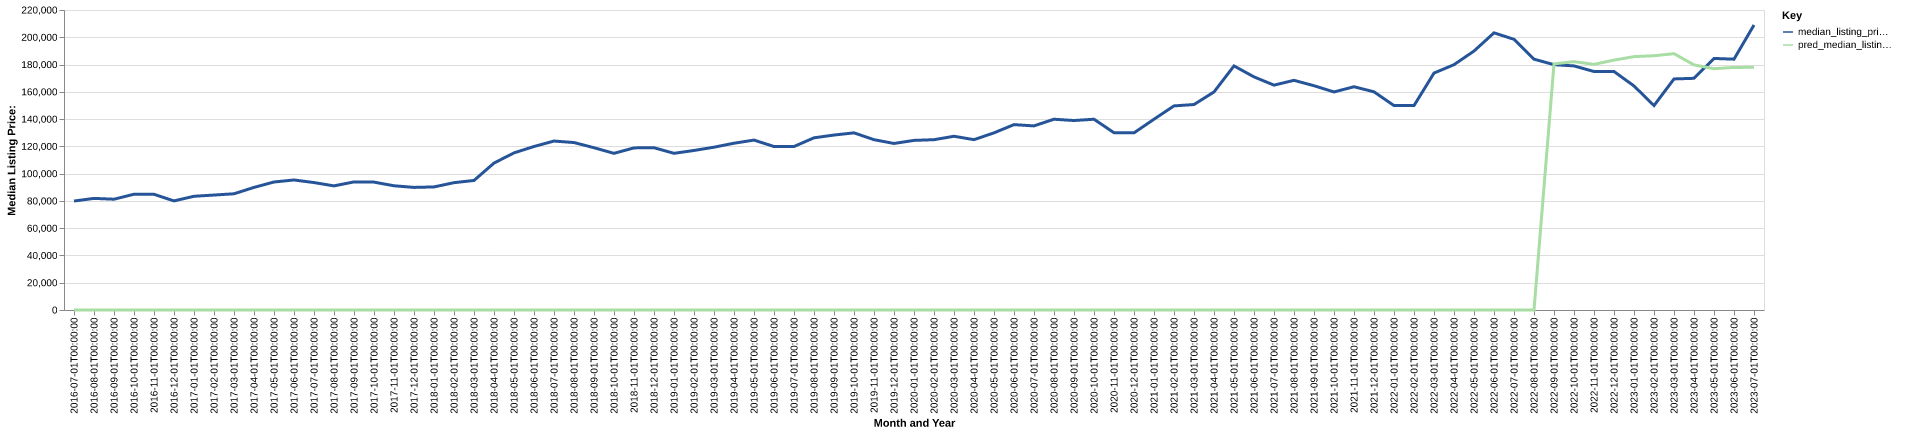 220,000
200,000
180,000
160,000
140,000
120,000
100,000
80,000
60,000
40,000
20,000
0
Median Listing Price:
2016-07-01T00:00:00
2016-08-01T00:00:00
2016-09-01T00:00:00
2016-10-01T00:00:00
2016-11-01T00:00:00
2016-12-01T00:00:00
2017-01-01T00:00:00
2017-02-01T00:00:00
2017-03-01T00:00:00
2017-04-01T00:00:00
2017-05-01T00:00:00
2017-06-01T00:00:00
2017-07-01T00:00:00
2017-08-01T00:00:00
2017-09-01T00:00:00
2017-10-01T00:00:00
2017-11-01T00:00:00
2017-12-01T00:00:00
2018-01-01T00:00:00
2018-02-01T00:00:00
2018-03-01T00:00:00
2018-04-01T00:00:00
2018-05-01T00:00:00
2018-06-01T00:00:00
2018-07-01T00:00:00
2018-08-01T00:00:00
2018-09-01T00:00:00
2018-10-01T00:00:00
2018-11-01T00:00:00
2018-12-01T00:00:00
2019-01-01T00:00:00
2019-02-01T00:00:00
2019-03-01T00:00:00
2019-04-01T00:00:00
2019-05-01T00:00:00
2019-06-01T00:00:00
2019-07-01T00:00:00
2019-08-01T00:00:00
2019-09-01T00:00:00
2019-10-01T00:00:00
2019-11-01T00:00:00
2019-12-01T00:00:00
2020-01-01T00:00:00
2020-02-01T00:00:00
2020-03-01T00:00:00
2020-04-01T00:00:00
2020-05-01T00:00:00
2020-06-01T00:00:00
2020-07-01T00:00:00
2020-08-01T00:00:00
2020-09-01T00:00:00
2020-10-01T00:00:00
2020-11-01T00:00:00
2020-12-01T00:00:00
2021-01-01T00:00:00
2021-02-01T00:00:00
2021-03-01T00:00:00
2021-04-01T00:00:00
2021-05-01T00:00:00
2021-06-01T00:00:00
2021-07-01T00:00:00
2021-08-01T00:00:00
2021-09-01T00:00:00
2021-10-01T00:00:00
2021-11-01T00:00:00
2021-12-01T00:00:00
2022-01-01T00:00:00
2022-02-01T00:00:00
2022-03-01T00:00:00
2022-04-01T00:00:00
2022-05-01T00:00:00
2022-06-01T00:00:00
2022-07-01T00:00:00
2022-08-01T00:00:00
2022-09-01T00:00:00
2022-10-01T00:00:00
2022-11-01T00:00:00
2022-12-01T00:00:00
2023-01-01T00:00:00
2023-02-01T00:00:00
2023-03-01T00:00:00
2023-04-01T00:00:00
2023-05-01T00:00:00
2023-06-01T00:00:00
2023-07-01T00:00:00
Month and Year
Key
median_listing_pri…
pred_median_listin…